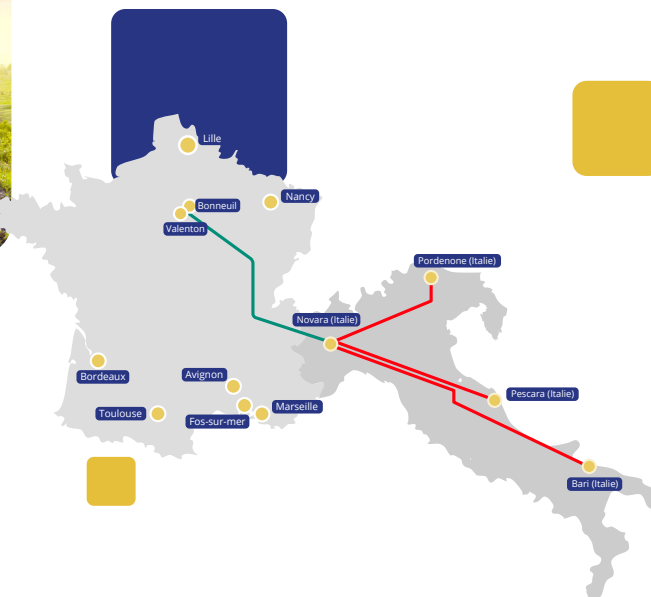 Lille
Nancy
Bonneuil
Valenton
Pordenone (Italie)
Novara (Italie)
Avignon
Bordeaux
Pescara (Italie)
Marseille
Toulouse
Fos-sur-mer
Bari (Italie)